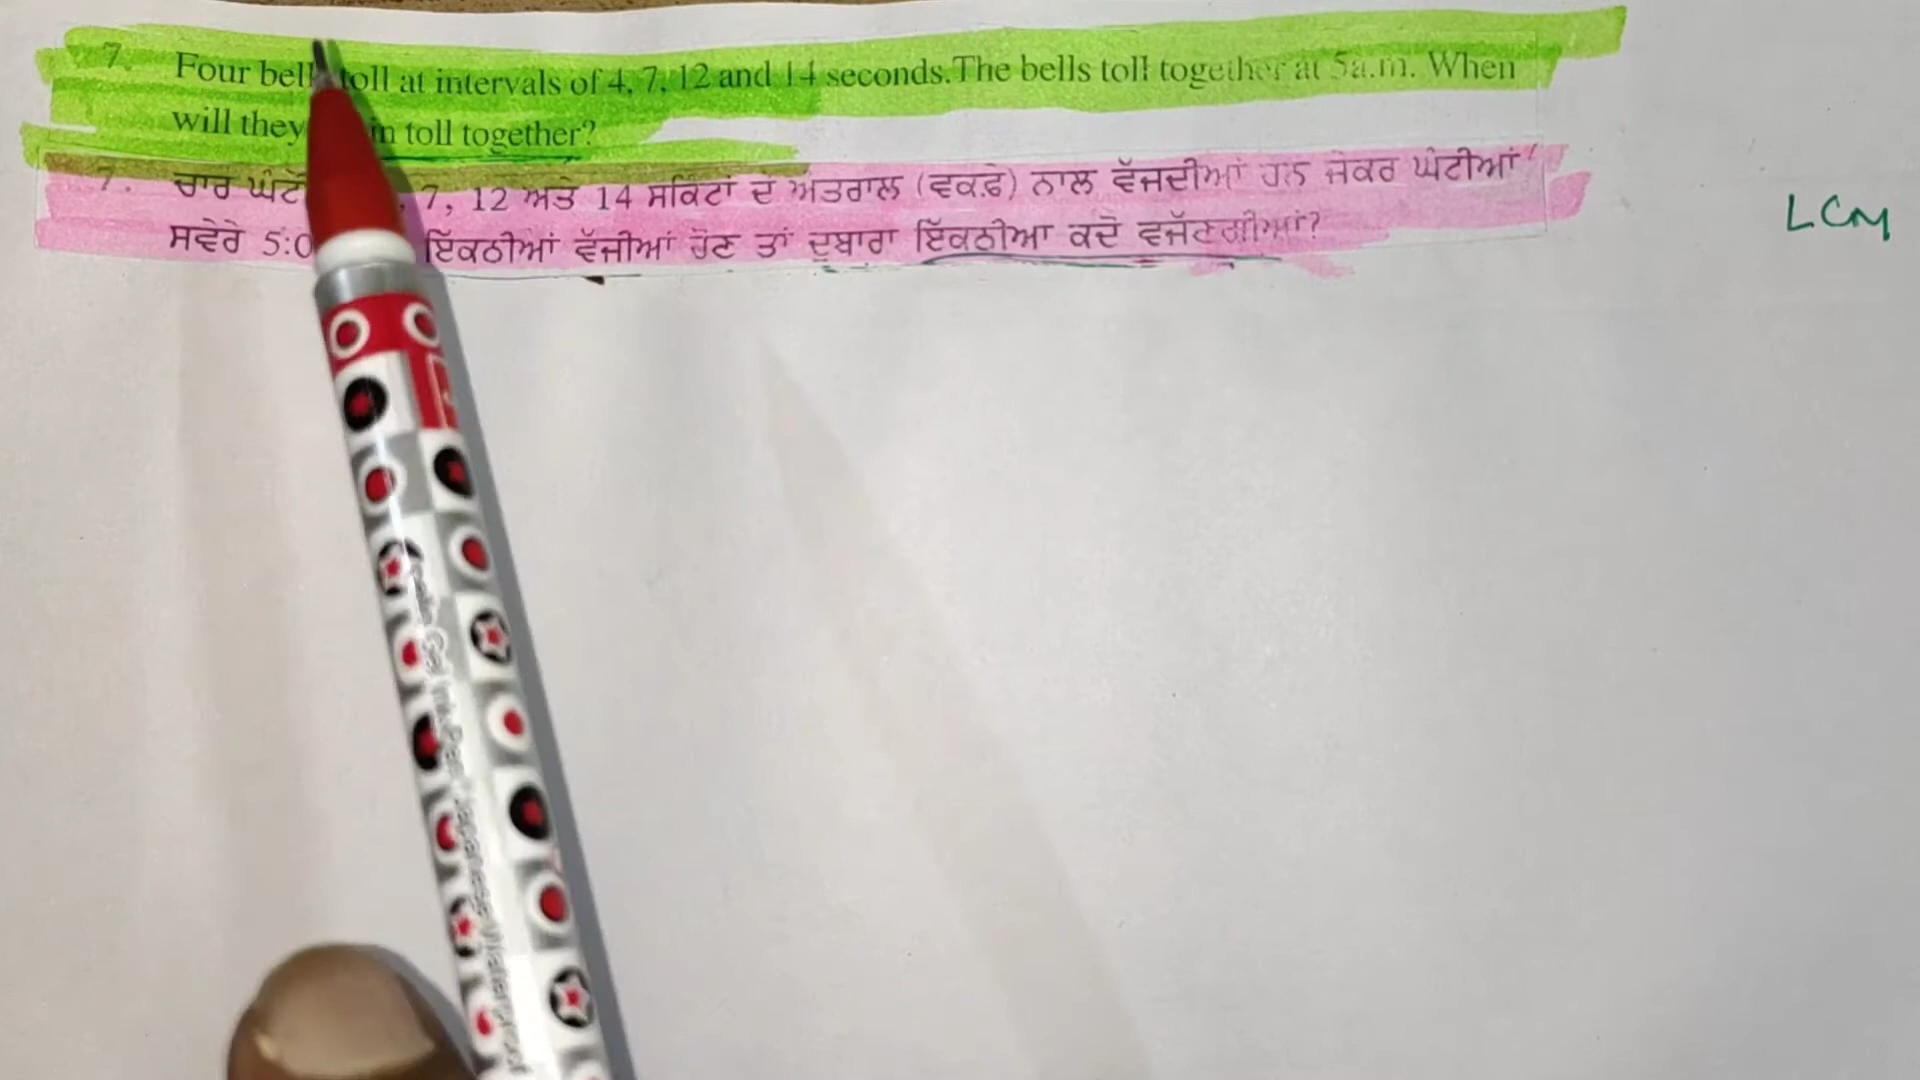 7. Four bell toll at intervals of 4, 7, 12 and 14 seconds.The bells toll together at 5a.m. When
will they in toll together?
7. ਚਾਰ 7, 12 ਅਤੇ 14 ਸਕਿਟਾਂ ਦੇ ਅੰਤਰਾਲ (ਵਕਫ਼ੇ) ਨਾਲ ਵੱਜਦੀਆਂ ਹਨ ਜੇਕਰ ਘੰਟੀਆਂ
ਸਵੇਰੇ 5:0 ਇੱਕਠੀਆਂ ਵੱਜੀਆਂ ਹੋਣ ਤਾਂ ਦੁਬਾਰਾ ਇੱਕਠੀਆ ਕਦੋ ਵਜੱਣਗੀਆਂ?
LCM